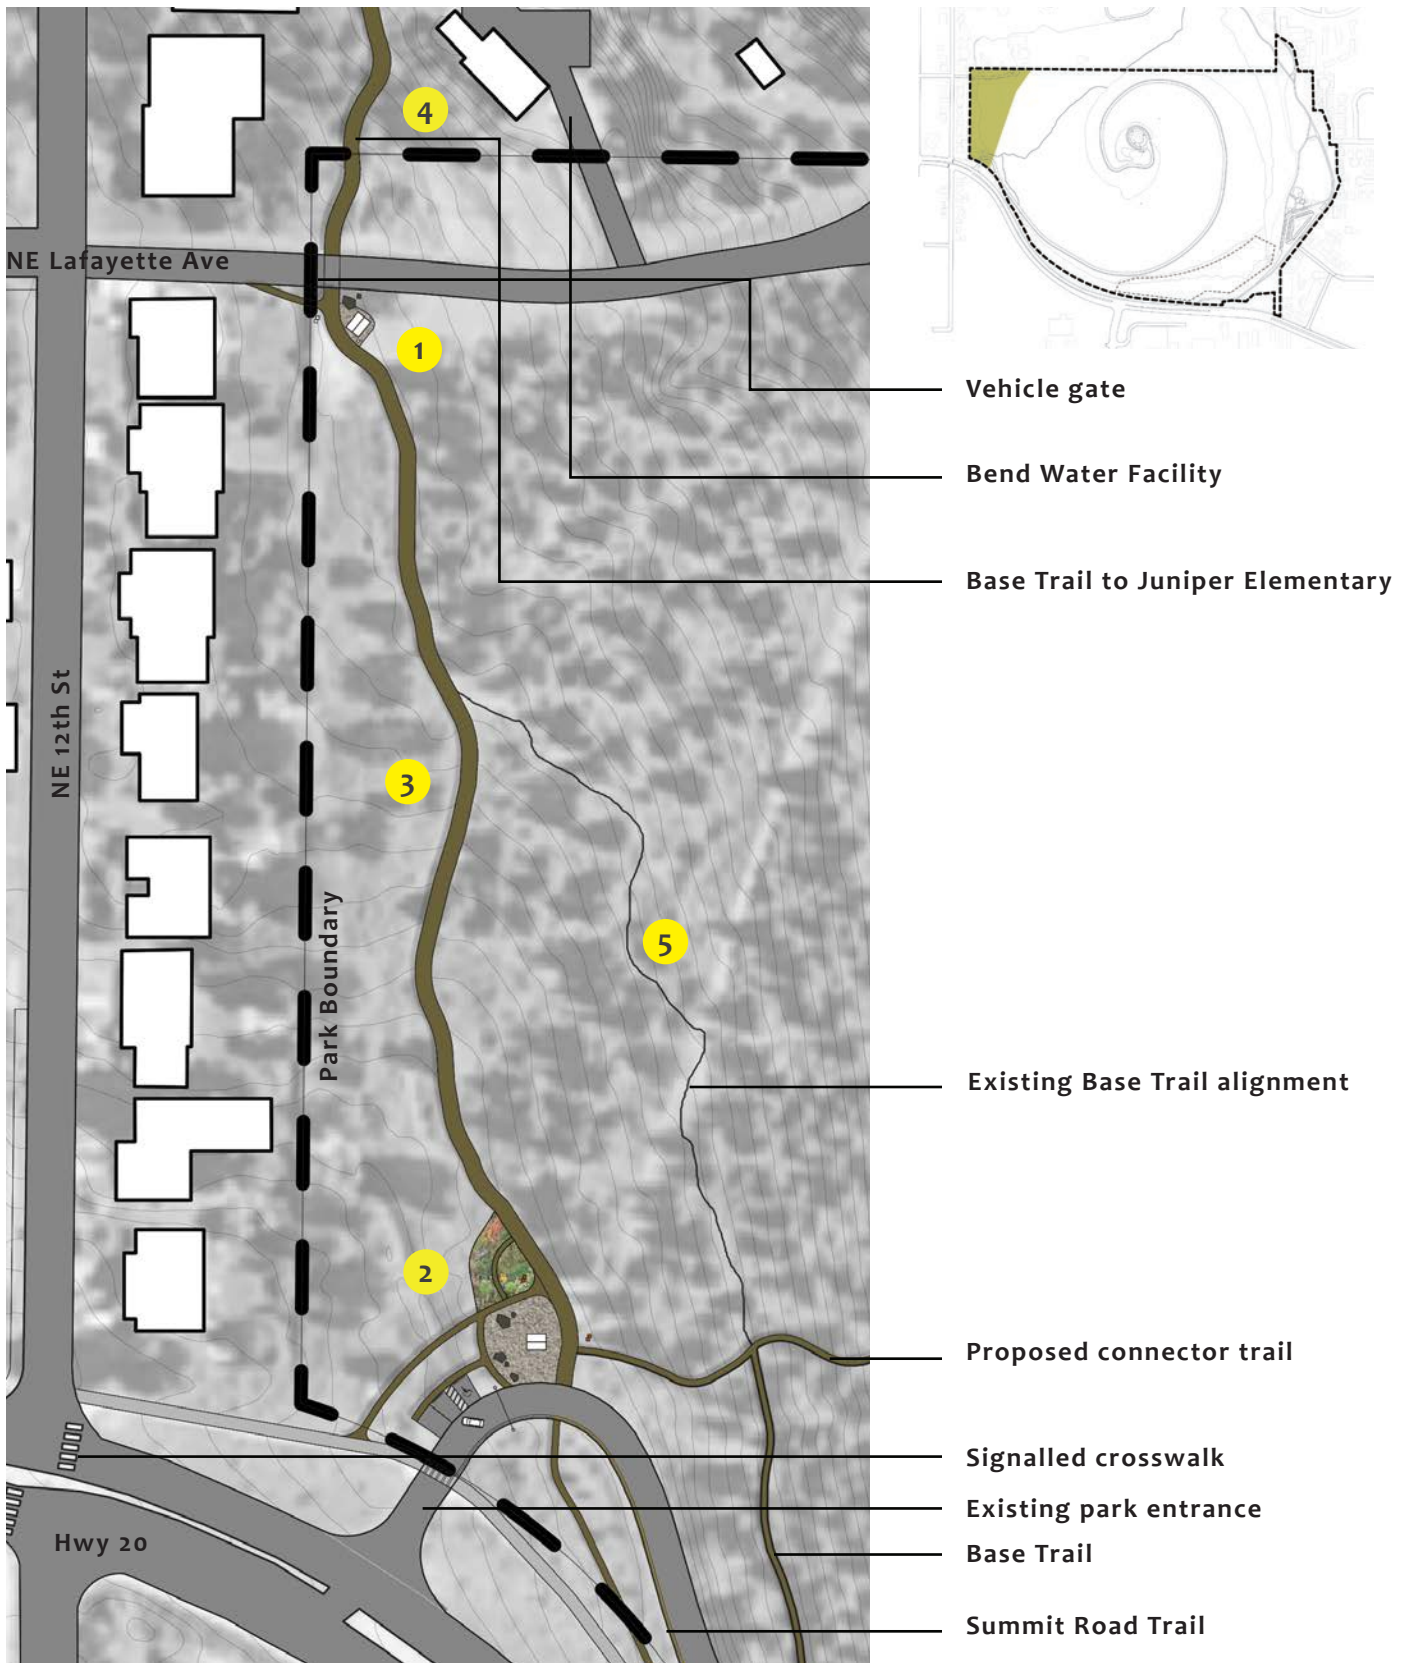 4
NE Lafayette Ave
1
Vehicle gate
Bend Water Facility
Base Trail to Juniper Elementary
NE 12th St
3
Park Boundary
5
Existing Base Trail alignment
2
Proposed connector trail
Signalled crosswalk
Existing park entrance
Hwy 20
Base Trail
Summit Road Trail